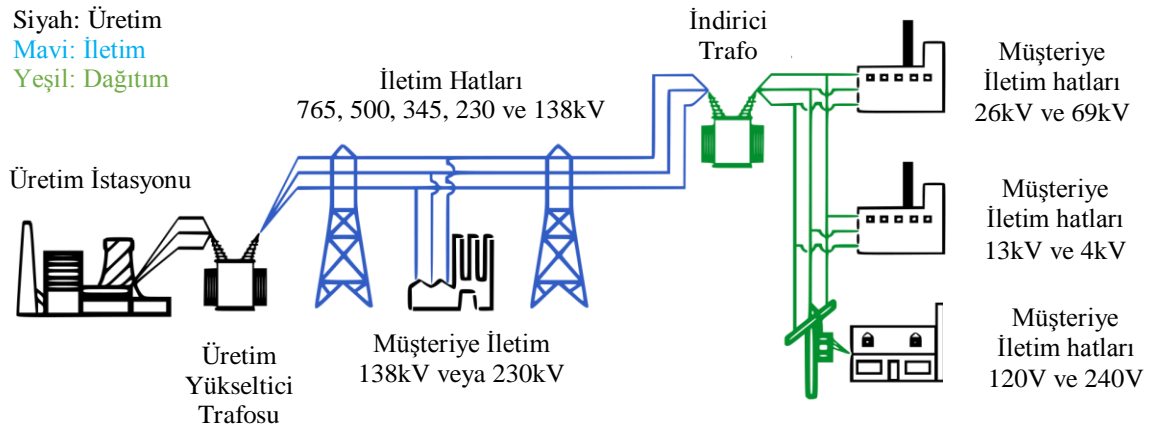 Siyah: Üretim
Mavi: İletim
Yeşil: Dağıtım
İletim Hatları
765, 500, 345, 230 ve 138kV
İndirici
Trafo
Müşteriye
İletim hatları
26kV ve 69kV
Üretim İstasyonu
Müşteriye
İletim hatları
13kV ve 4kV
Üretim
Yükseltici
Trafosu
Müşteriye İletim
138kV veya 230kV
Müşteriye
İletim hatları
120V ve 240V